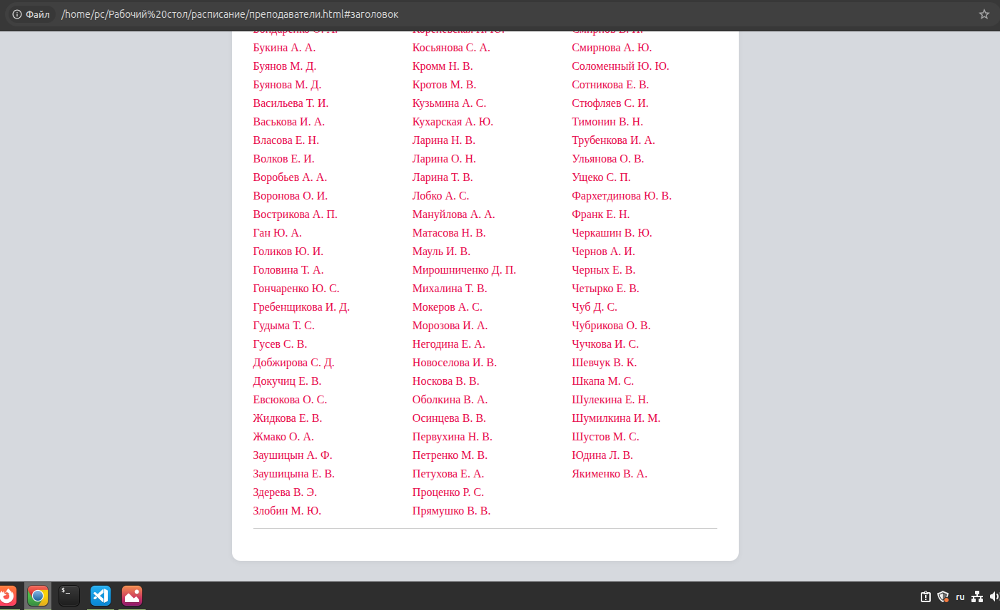 Файл /home/pc/Рабочий%20стол/расписание/преподаватели.html#заголовок
Букина А. А.
Буянов М. Д.
Буянова М. Д.
Васильева Т. И.
Васькова И. А.
Власова Е. Н.
Волков Е. И.
Воробьев А. А.
Воронова О. И.
Вострикова А. П.
Ган Ю. А.
Голиков Ю. И.
Головина Т. А.
Гончаренко Ю. С.
Гребенщикова И. Д.
Гудыма Т. С.
Гусев С. В.
Добжирова С. Д.
Докучиц Е. В.
Евсюкова О. С.
Жидкова Е. В.
Жмако О. А.
Заушицын А. Ф.
Заушицына Е. В.
Здерева В. Э.
Злобин М. Ю.
Косьянова С. А.
Кромм Н. В.
Кротов М. В.
Кузьмина А. С.
Кухарская А. Ю.
Ларина Н. В.
Ларина О. Н.
Ларина Т. В.
Лобко А. С.
Мануйлова А. А.
Матасова Н. В.
Мауль И. В.
Мирошниченко Д. П.
Михалина Т. В.
Мокеров А. С.
Морозова И. А.
Негодина Е. А.
Новоселова И. В.
Носкова В. В.
Оболкина В. А.
Осинцева В. В.
Первухина Н. В.
Петренко М. В.
Петухова Е. А.
Проценко Р. С.
Прямушко В. В.
Смирнова А. Ю.
Соломенный Ю. Ю.
Сотникова Е. В.
Стюфляев С. И.
Тимонин В. Н.
Трубенкова И. А.
Ульянова О. В.
Ущеко С. П.
Фархетдинова Ю. В.
Франк Е. Н.
Черкашин В. Ю.
Чернов А. И.
Черных Е. В.
Четырко Е. В.
Чуб Д. С.
Чубрикова О. В.
Чучкова И. С.
Шевчук В. К.
Шкапа М. С.
Шулекина Е. Н.
Шумилкина И. М.
Шустов М. С.
Юдина Л. В.
Якименко В. А.
$_
ru